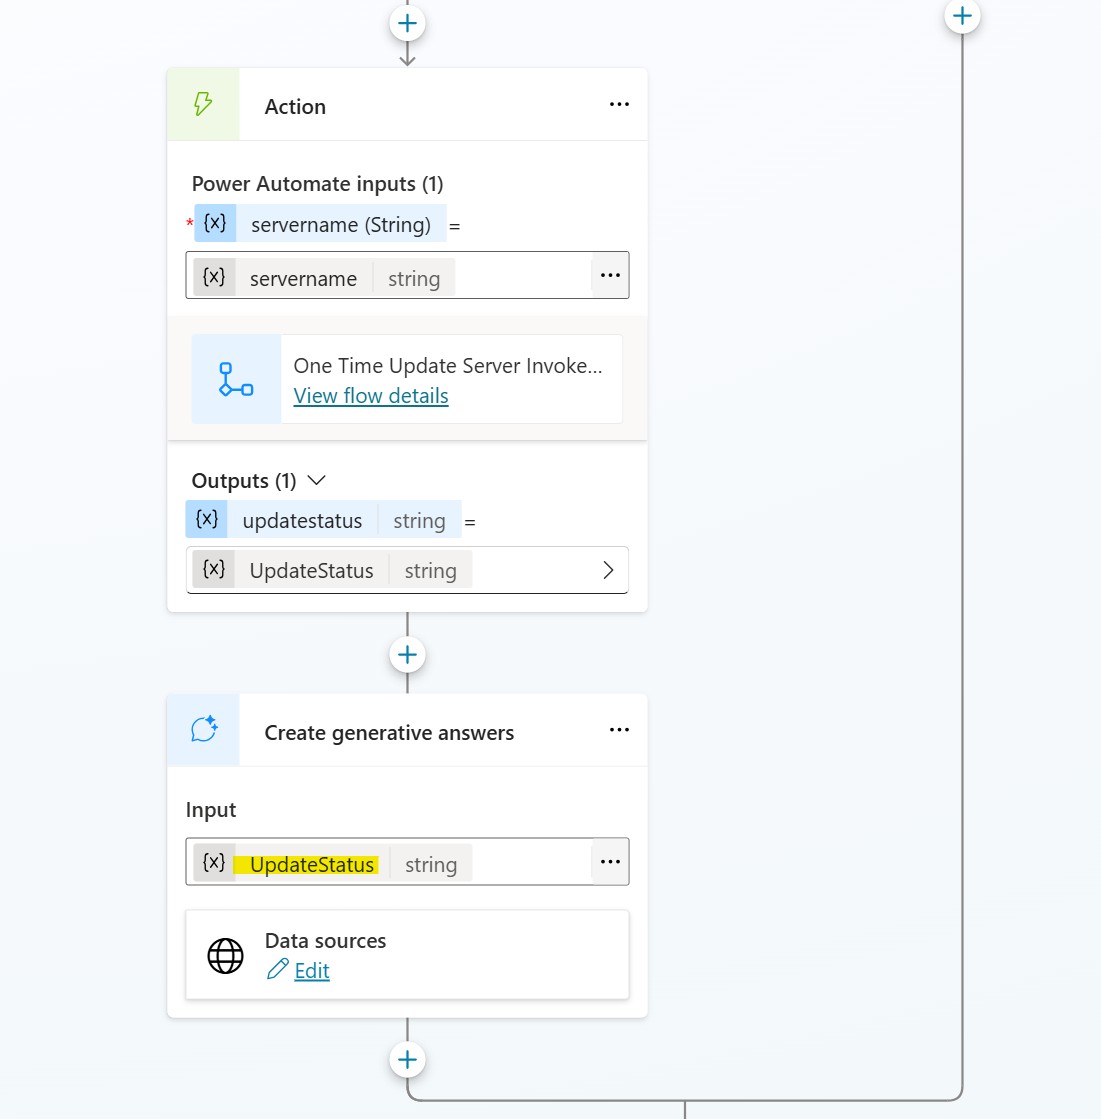 Action
Power Automate inputs (1)
* {x} servername (String) =
{x} servername string
One Time Update Server Invoke...
View flow details
Outputs (1)
{x} updatestatus string =
{x} UpdateStatus string
Create generative answers
Input
{x} UpdateStatus string
Data sources
Edit